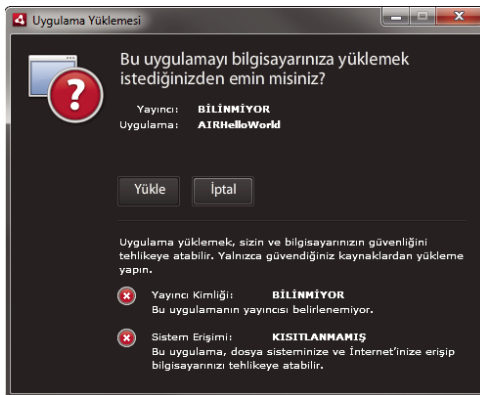 Uygulama Yüklemesi
Bu uygulamayı bilgisayarınıza yüklemek
istediğinizden emin misiniz?
Yayıncı: BİLİNMİYOR
Uygulama: AIRHelloWorld
Yükle İptal
Uygulama yüklemek, sizin ve bilgisayarınızın güvenliğini
tehlikeye atabilir. Yalnızca güvendiğiniz kaynaklardan yükleme
yapın.
Yayıncı Kimliği: BİLİNMİYOR
Bu uygulamanın yayıncısı belirlenemiyor.
Sistem Erişimi: KISITLANMAMIŞ
Bu uygulama, dosya sisteminize ve İnternet'inize erişip
bilgisayarınızı tehlikeye atabilir.